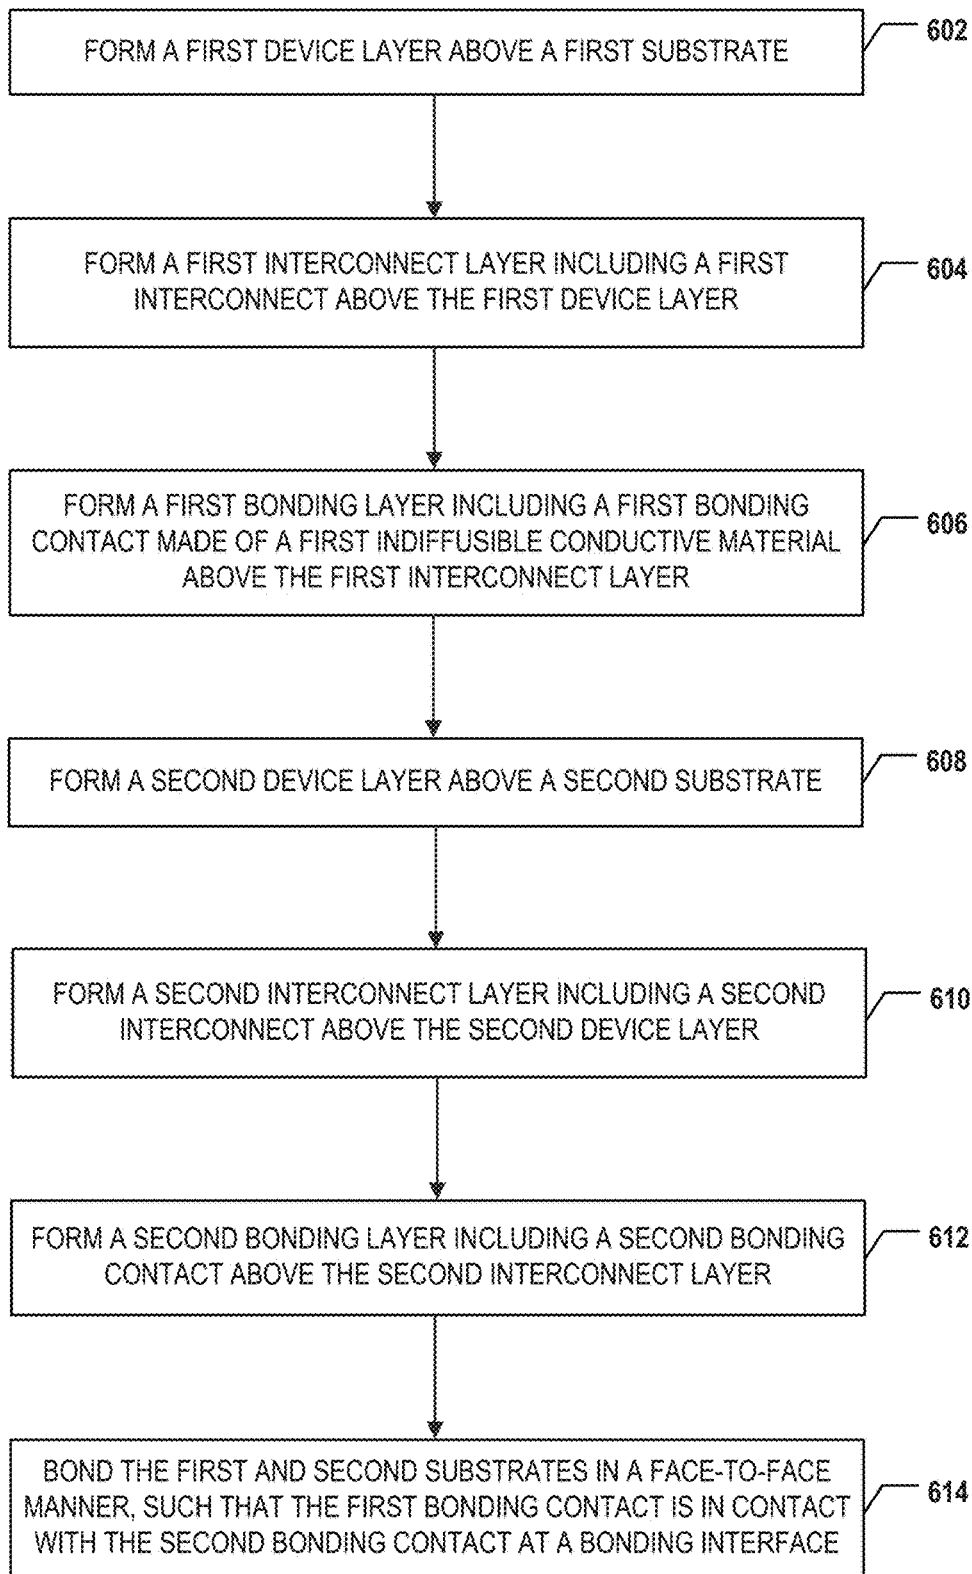 FORM A FIRST DEVICE LAYER ABOVE A FIRST SUBSTRATE
602
FORM A FIRST INTERCONNECT LAYER INCLUDING A FIRST
INTERCONNECT ABOVE THE FIRST DEVICE LAYER
604
FORM A FIRST BONDING LAYER INCLUDING A FIRST BONDING
CONTACT MADE OF A FIRST INDIFFUSIBLE CONDUCTIVE MATERIAL
ABOVE THE FIRST INTERCONNECT LAYER
606
FORM A SECOND DEVICE LAYER ABOVE A SECOND SUBSTRATE
608
FORM A SECOND INTERCONNECT LAYER INCLUDING A SECOND
INTERCONNECT ABOVE THE SECOND DEVICE LAYER
610
FORM A SECOND BONDING LAYER INCLUDING A SECOND BONDING
CONTACT ABOVE THE SECOND INTERCONNECT LAYER
612
BOND THE FIRST AND SECOND SUBSTRATES IN A FACE-TO-FACE
MANNER, SUCH THAT THE FIRST BONDING CONTACT IS IN CONTACT
WITH THE SECOND BONDING CONTACT AT A BONDING INTERFACE
614